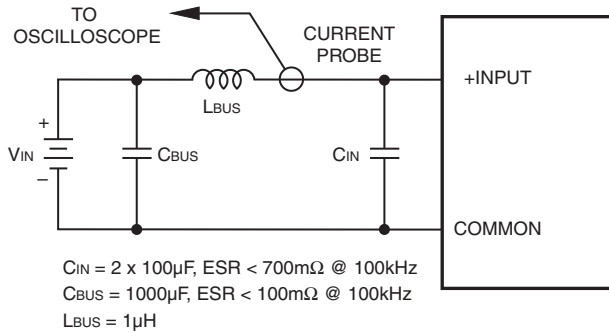 TO
OSCILLOSCOPE
CURRENT
PROBE
+INPUT
LBUS
+
VIN
–
CBUS
CIN
COMMON
CIN = 2 x 100µF, ESR < 700mΩ @ 100kHz
CBUS = 1000µF, ESR < 100mΩ @ 100kHz
LBUS = 1µH